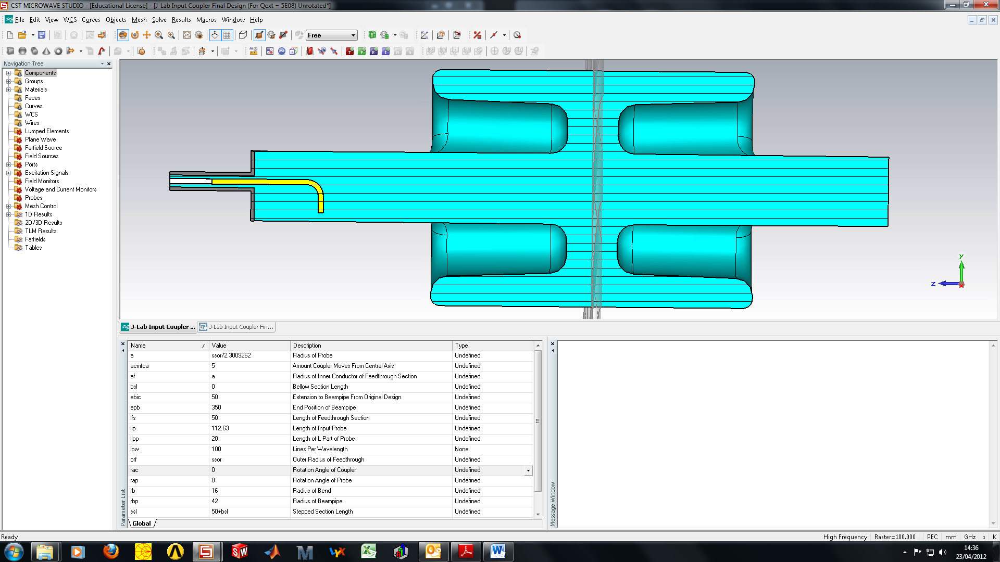 CST MICROWAVE STUDIO - [Educational License] - [J-Lab Input Coupler Final Design (For Qext = 5E08) Unrotated*]
File Edit View WCS Curves Objects Mesh Solve Results Macros Window Help
Free
Navigation Tree
Components
Groups
Materials
Faces
Curves
WCS
Wires
Lumped Elements
Plane Wave
Farfield Source
Field Sources
Ports
Excitation Signals
Field Monitors
Voltage and Current Monitors
Probes
Mesh Control
1D Results
2D/3D Results
TLM Results
Farfields
Tables
y
z
x
J-Lab Input Coupler ... J-Lab Input Coupler Fin...
Name / Value Description Type
a ssor/2.3009262 Radius of Probe Undefined
acmfca 5 Amount Coupler Moves From Central Axis Undefined
af a Radius of Inner Conductor of Feedthrough Section Undefined
bsl 0 Bellow Section Length Undefined
ebic 50 Extension to Beampipe From Original Design Undefined
epb 350 End Position of Beampipe Undefined
lfs 50 Length of Feedthrough Section Undefined
lip 112.63 Length of Input Probe Undefined
llpp 20 Length of L Part of Probe Undefined
lpw 100 Lines Per Wavelength None
orf ssor Outer Radius of Feedthrough Undefined
rac 0 Rotation Angle of Coupler Undefined
rap 0 Rotation Angle of Probe Undefined
rb 16 Radius of Bend Undefined
rbp 42 Radius of Beampipe Undefined
ssl 50+bsl Stepped Section Length Undefined
Global
Parameter List
Message Window
Ready
High Frequency Raster=100.000 PEC mm GHz s K
14:36
23/04/2012